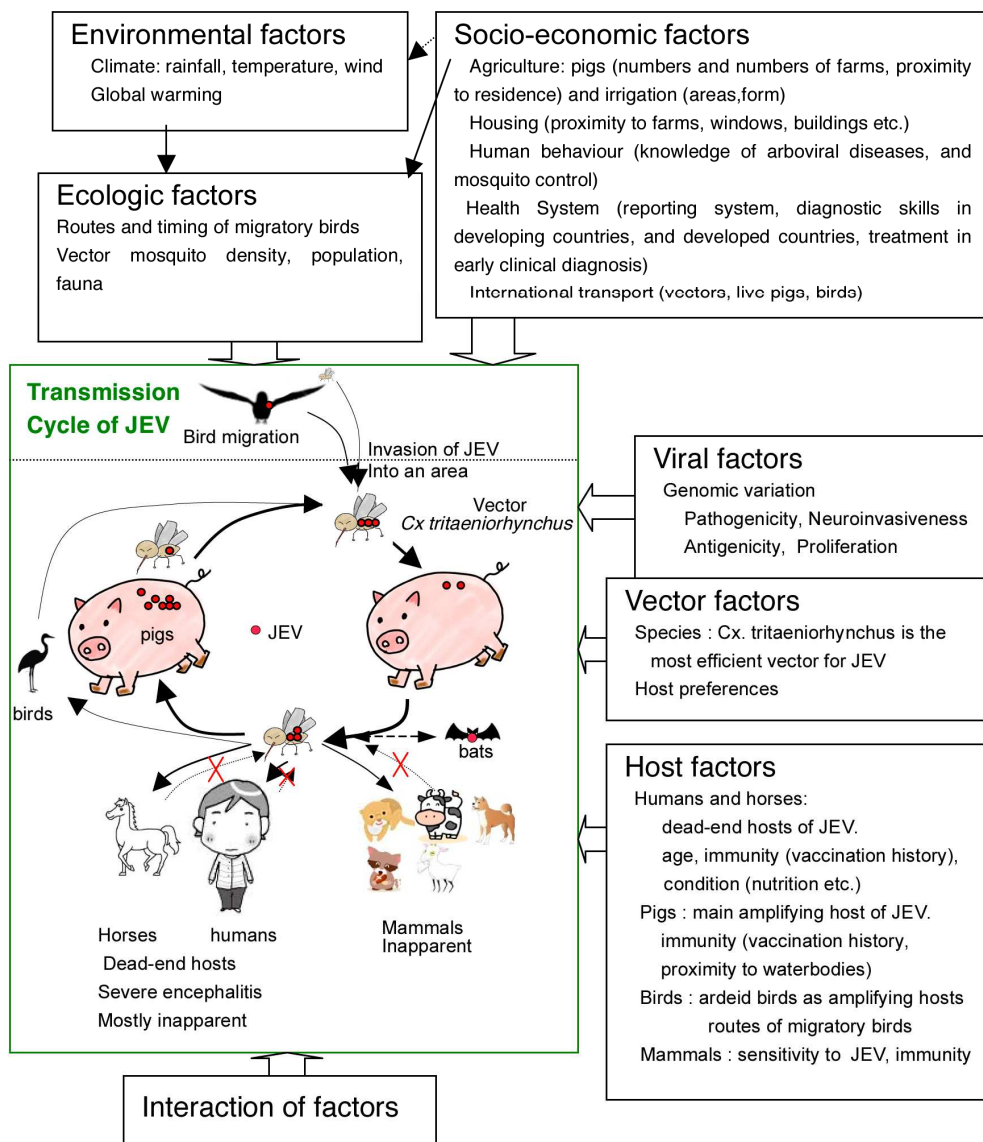 Environmental factors
Climate: rainfall, temperature, wind
Global warming
Socio-economic factors
Agriculture: pigs (numbers and numbers of farms, proximity
to residence) and irrigation (areas,form)
Housing (proximity to farms, windows, buildings etc.)
Human behaviour (knowledge of arboviral diseases, and
mosquito control)
Health System (reporting system, diagnostic skills in
developing countries, and developed countries, treatment in
early clinical diagnosis)
International transport (vectors, live pigs, birds)
Ecologic factors
Routes and timing of migratory birds
Vector mosquito density, population,
fauna
Transmission
Cycle of JEV
Bird migration
Invasion of JEV
Into an area
Vector
Cx tritaeniorhynchus
pigs
JEV
birds
bats
Horses humans
Dead-end hosts
Severe encephalitis
Mostly inapparent
Mammals
Inapparent
Viral factors
Genomic variation
Pathogenicity, Neuroinvasiveness
Antigenicity, Proliferation
Vector factors
Species : Cx. tritaeniorhynchus is the
most efficient vector for JEV
Host preferences
Host factors
Humans and horses:
dead-end hosts of JEV.
age, immunity (vaccination history),
condition (nutrition etc.)
Pigs : main amplifying host of JEV.
immunity (vaccination history,
proximity to waterbodies)
Birds : ardeid birds as amplifying hosts
routes of migratory birds
Mammals : sensitivity to JEV, immunity
Interaction of factors